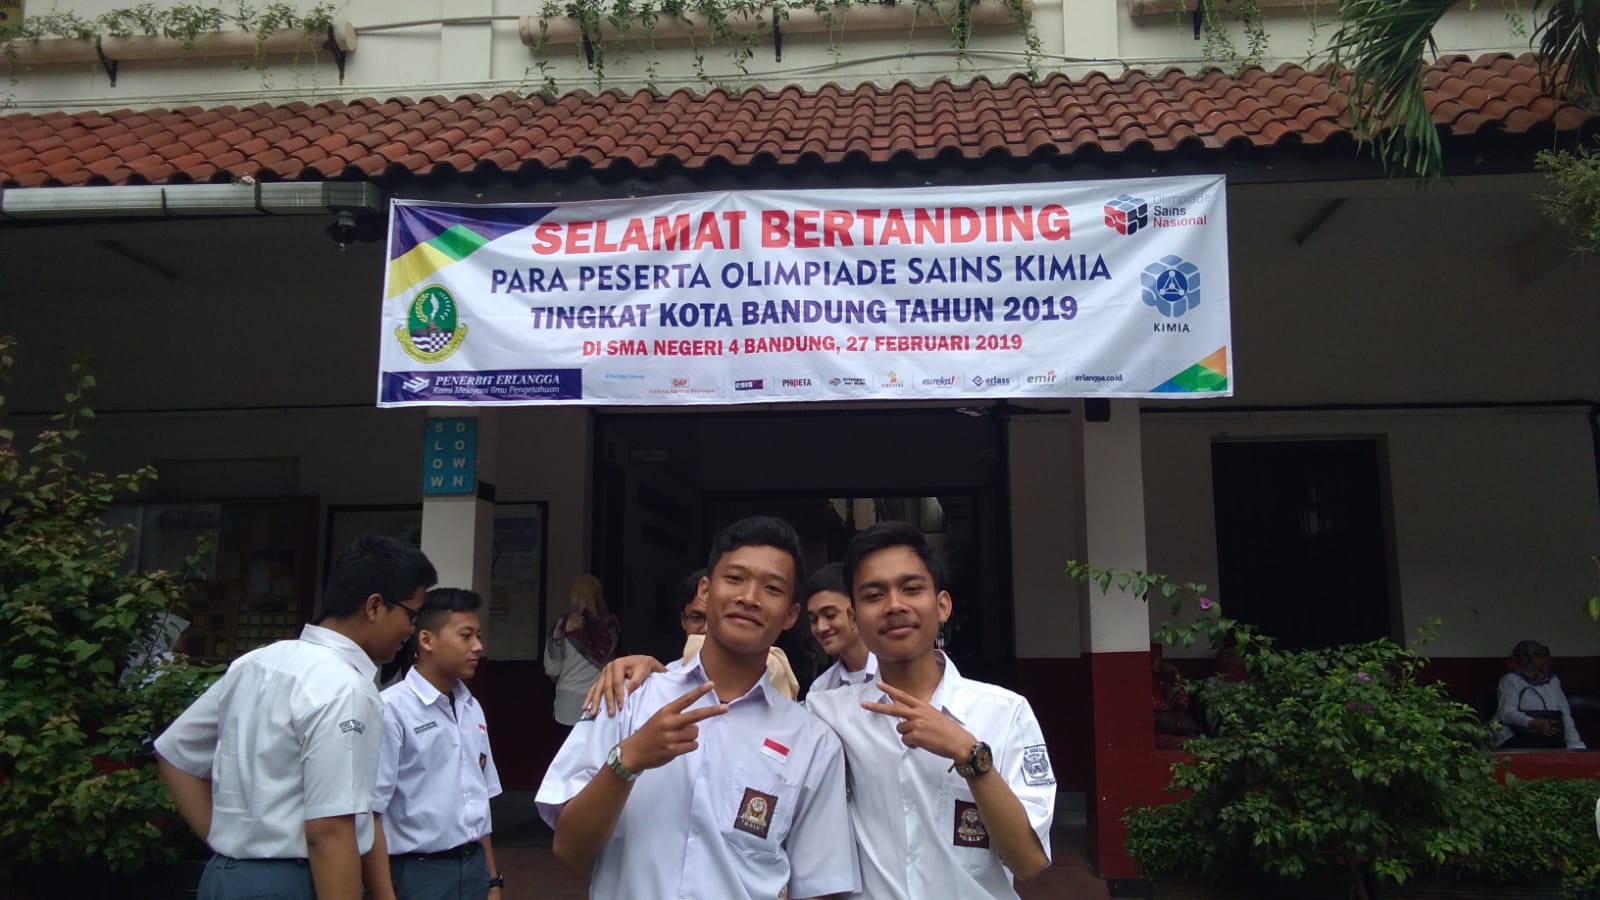 SELAMAT BERTANDING
PARA PESERTA OLIMPIADE SAINS KIMIA
TINGKAT KOTA BANDUNG TAHUN 2019
DI SMA NEGERI 4 BANDUNG, 27 FEBRUARI 2019
Olimpiade
Sains
Nasional
KIMIA
PENERBIT ERLANGGA
Kami Melayani Ilmu Pengetahuan
esis
PHIβETA
eureka!
erlass
emir
erlangga.co.id
SLOW
DOWN
OSIS